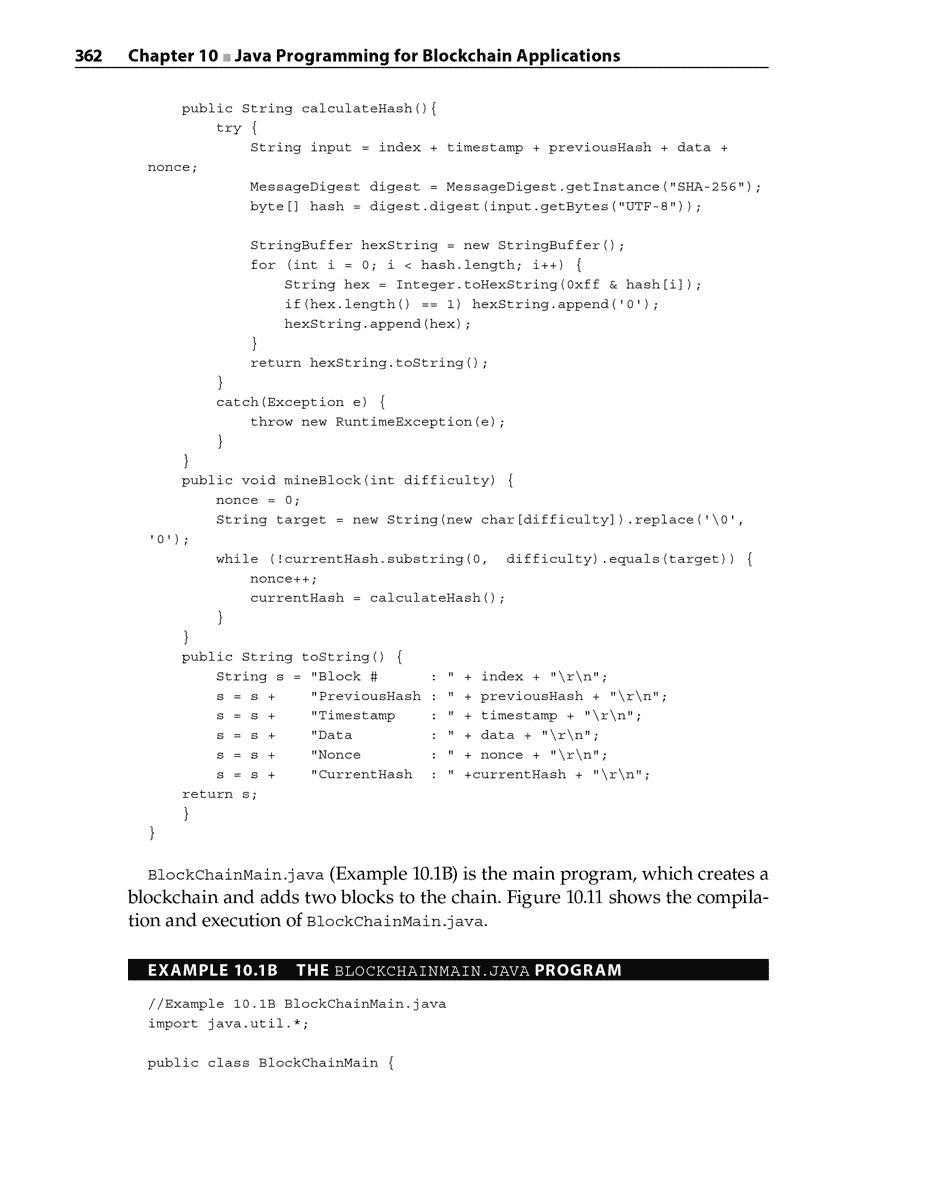 362 Chapter 10 ■ Java Programming for Blockchain Applications
    public String calculateHash(){
        try {
            String input = index + timestamp + previousHash + data +
nonce;
            MessageDigest digest = MessageDigest.getInstance("SHA-256");
            byte[] hash = digest.digest(input.getBytes("UTF-8"));

            StringBuffer hexString = new StringBuffer();
            for (int i = 0; i < hash.length; i++) {
                String hex = Integer.toHexString(0xff & hash[i]);
                if(hex.length() == 1) hexString.append('0');
                hexString.append(hex);
            }
            return hexString.toString();
        }
        catch(Exception e) {
            throw new RuntimeException(e);
        }
    }
    public void mineBlock(int difficulty) {
        nonce = 0;
        String target = new String(new char[difficulty]).replace('\0',
'0');
        while (!currentHash.substring(0,  difficulty).equals(target)) {
            nonce++;
            currentHash = calculateHash();
        }
    }
    public String toString() {
        String s = "Block #      : " + index + "\r\n";
        s = s +    "PreviousHash : " + previousHash + "\r\n";
        s = s +    "Timestamp    : " + timestamp + "\r\n";
        s = s +    "Data         : " + data + "\r\n";
        s = s +    "Nonce        : " + nonce + "\r\n";
        s = s +    "CurrentHash  : " +currentHash + "\r\n";
    return s;
    }
}
BlockChainMain.java (Example 10.1B) is the main program, which creates a
blockchain and adds two blocks to the chain. Figure 10.11 shows the compila-
tion and execution of BlockChainMain.java.
EXAMPLE 10.1B THE BLOCKCHAINMAIN.JAVA PROGRAM
//Example 10.1B BlockChainMain.java
import java.util.*;

public class BlockChainMain {